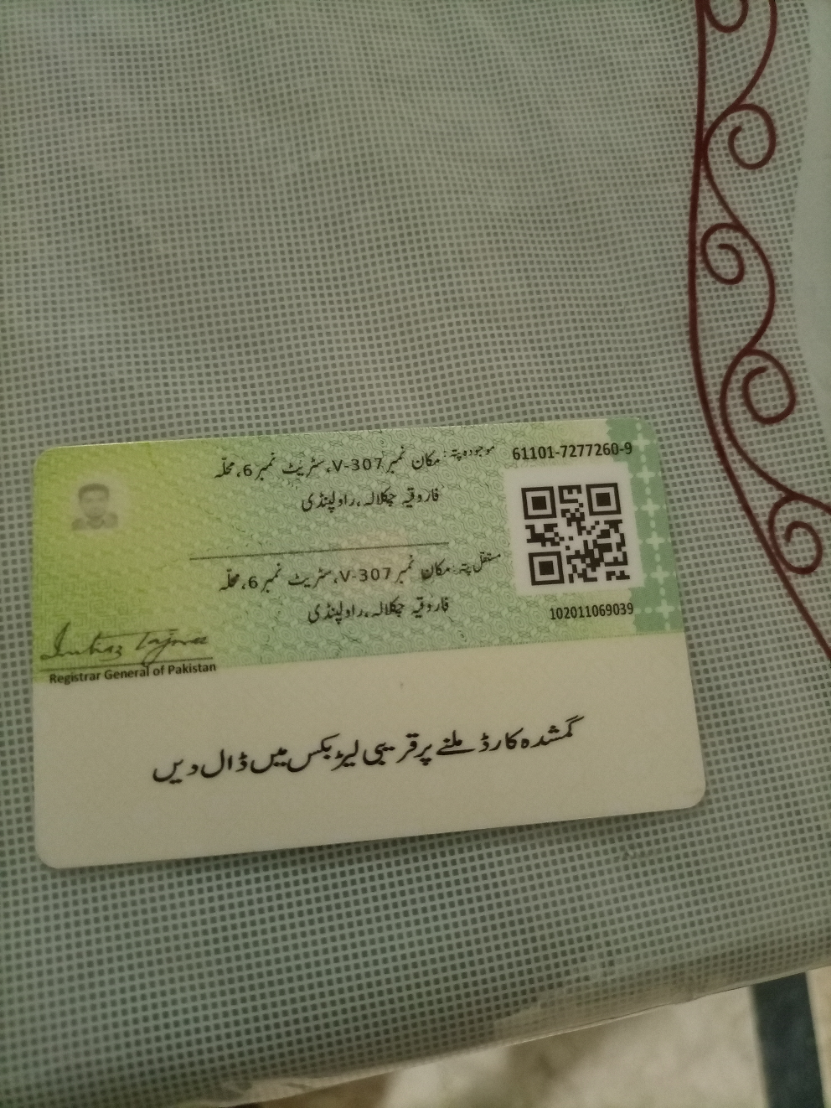 61101-7277260-9
موجودہ پتہ: مکان نمبر V-307، سٹریٹ نمبر 6، محلّہ
فاروقیہ چکلالہ، راولپنڈی
مستقل پتہ: مکان نمبر V-307، سٹریٹ نمبر 6، محلّہ
فاروقیہ چکلالہ، راولپنڈی
102011069039
Registrar General of Pakistan
گمشدہ کارڈ ملنے پر قریبی لیٹر بکس میں ڈال دیں